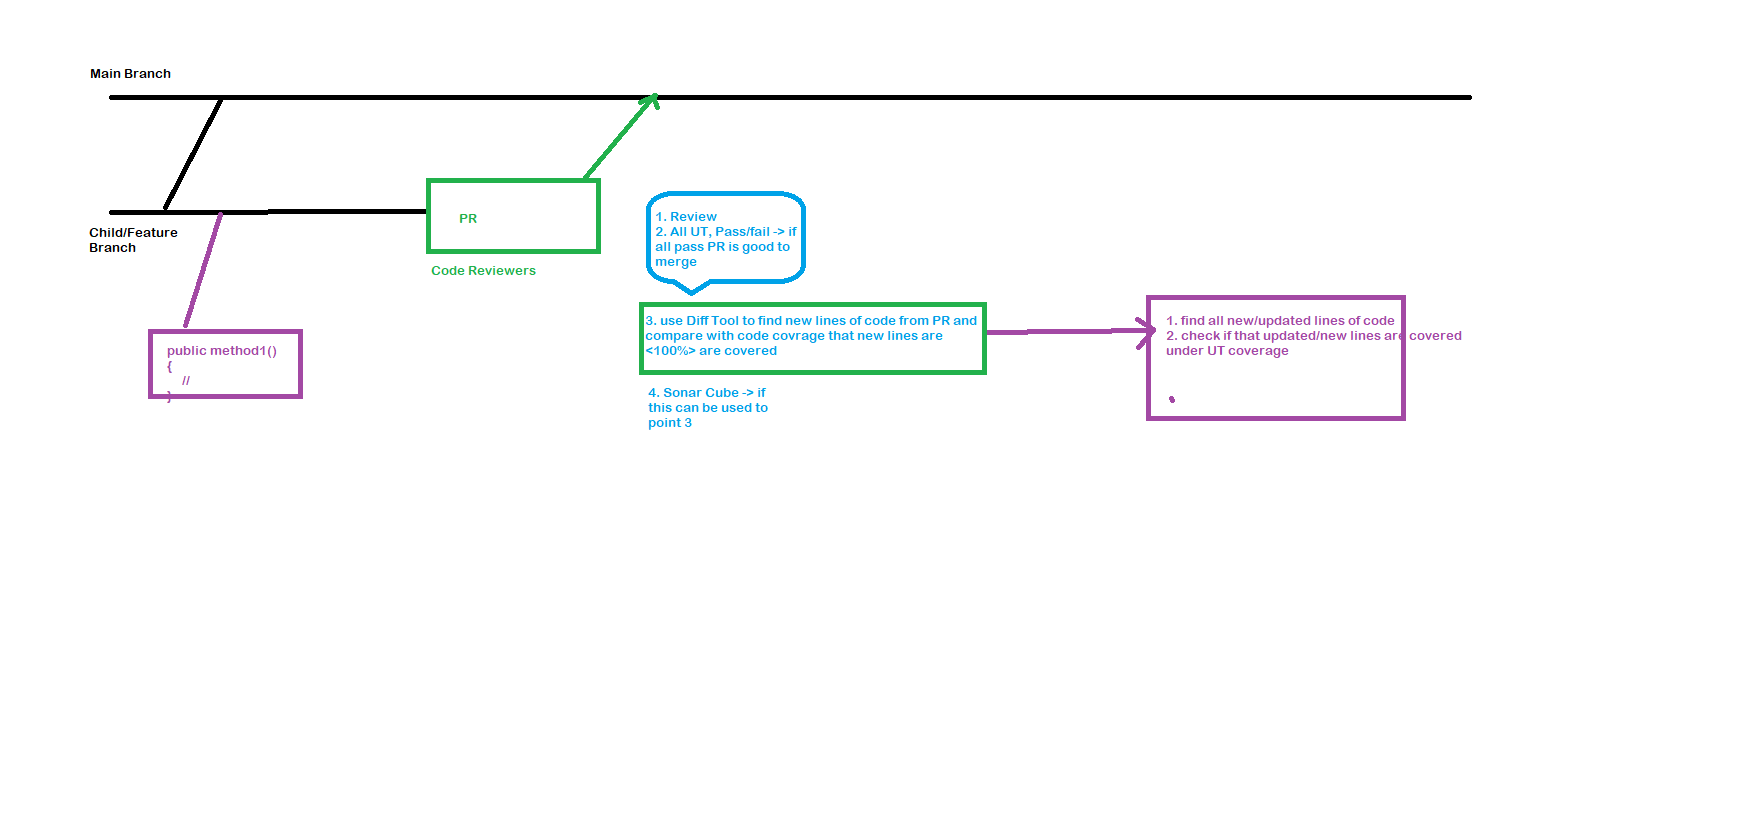 Main Branch
PR
1. Review
2. All UT, Pass/fail -> if
all pass PR is good to
merge
Child/Feature
Branch
Code Reviewers
3. use Diff Tool to find new lines of code from PR and
compare with code covrage that new lines are
<100%> are covered
1. find all new/updated lines of code
2. check if that updated/new lines are covered
under UT coverage
public method1()
{
//
}
4. Sonar Cube -> if
this can be used to
point 3